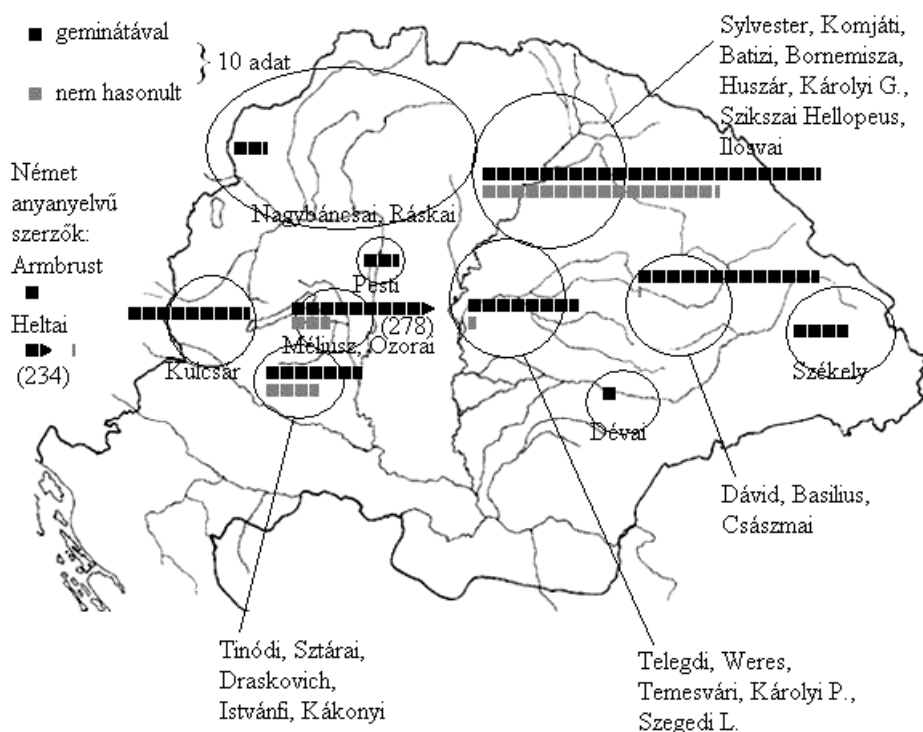 geminátával
10 adat
nem hasonult
Sylvester, Komjáti,
Batizi, Bornemisza,
Huszár, Károlyi G.,
Szikszai Hellopeus,
Ilosvai
Német
anyanyelvű
szerzők:
Armbrust
Heltai
(234)
Nagybáncsai, Ráskai
Pesti
(278)
Méliusz, Ozorai
Kulcsár
Székely
Dévai
Dávid, Basilius,
Császmai
Tinódi, Sztárai,
Draskovich,
Istvánfi, Kákonyi
Telegdi, Weres,
Temesvári, Károlyi P.,
Szegedi L.